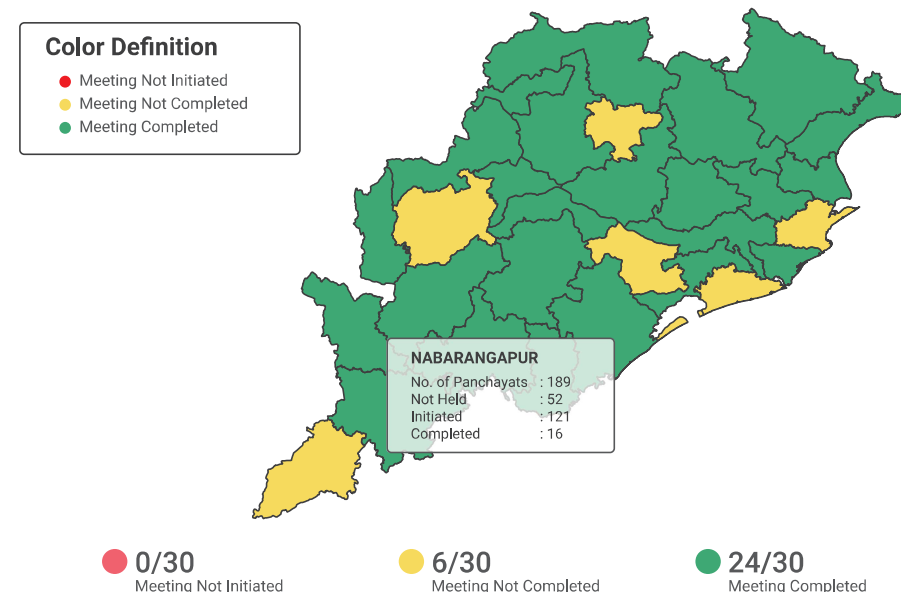 Color Definition
Meeting Not Initiated
Meeting Not Completed
Meeting Completed
NABARANGAPUR
No. of Panchayats : 189
Not Held : 52
Initiated : 121
Completed : 16
0/30
Meeting Not Initiated
6/30
Meeting Not Completed
24/30
Meeting Completed